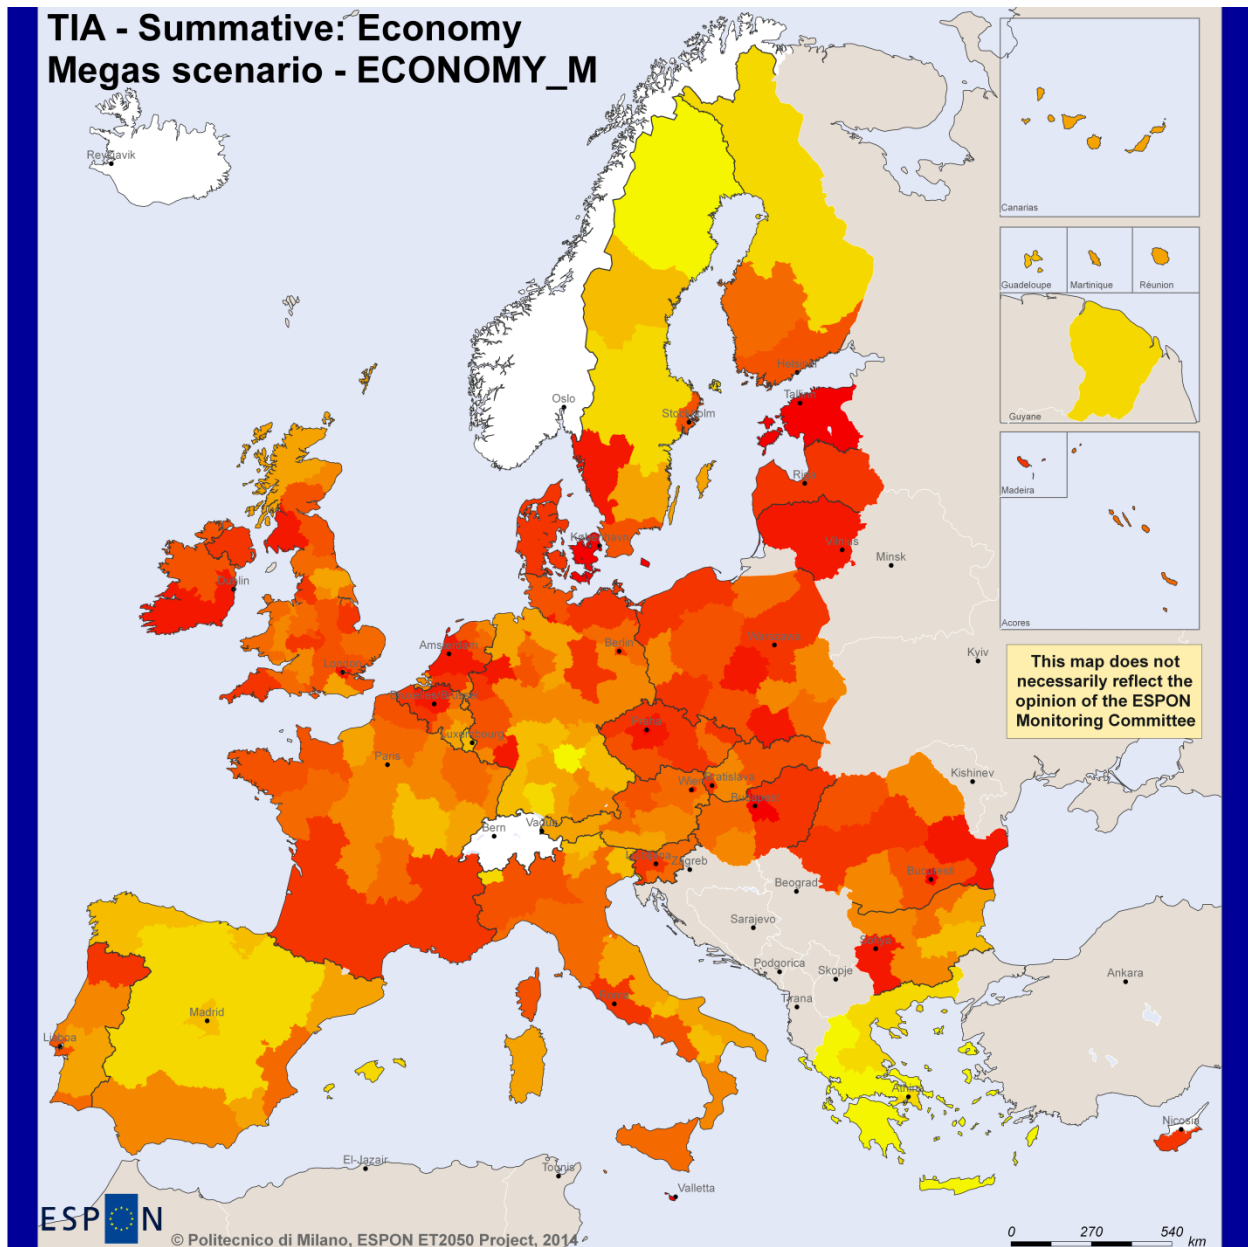 TIA - Summative: Economy
Megas scenario - ECONOMY_M
Reykjavik
Canarias
Guadeloupe
Martinique
Réunion
Guyane
Madeira
Acores
Oslo
Helsinki
Tallinn
Stockholm
Riga
København
Vilnius
Minsk
Dublin
Amsterdam
Berlin
Warszawa
Kyiv
London
Praha
Luxembourg
Paris
Wien
Bratislava
Budapest
Kishinev
Bern
Vaduz
Ljubljana
Zagreb
Beograd
Bucuresti
Sarajevo
Sofiya
Podgorica
Skopje
Roma
Tirana
Ankara
Madrid
Lisboa
Athina
Nicosia
El-Jazair
Tounis
Valletta
This map does not
necessarily reflect the
opinion of the ESPON
Monitoring Committee
ESPON
© Politecnico di Milano, ESPON ET2050 Project, 2014
0 270 540
km